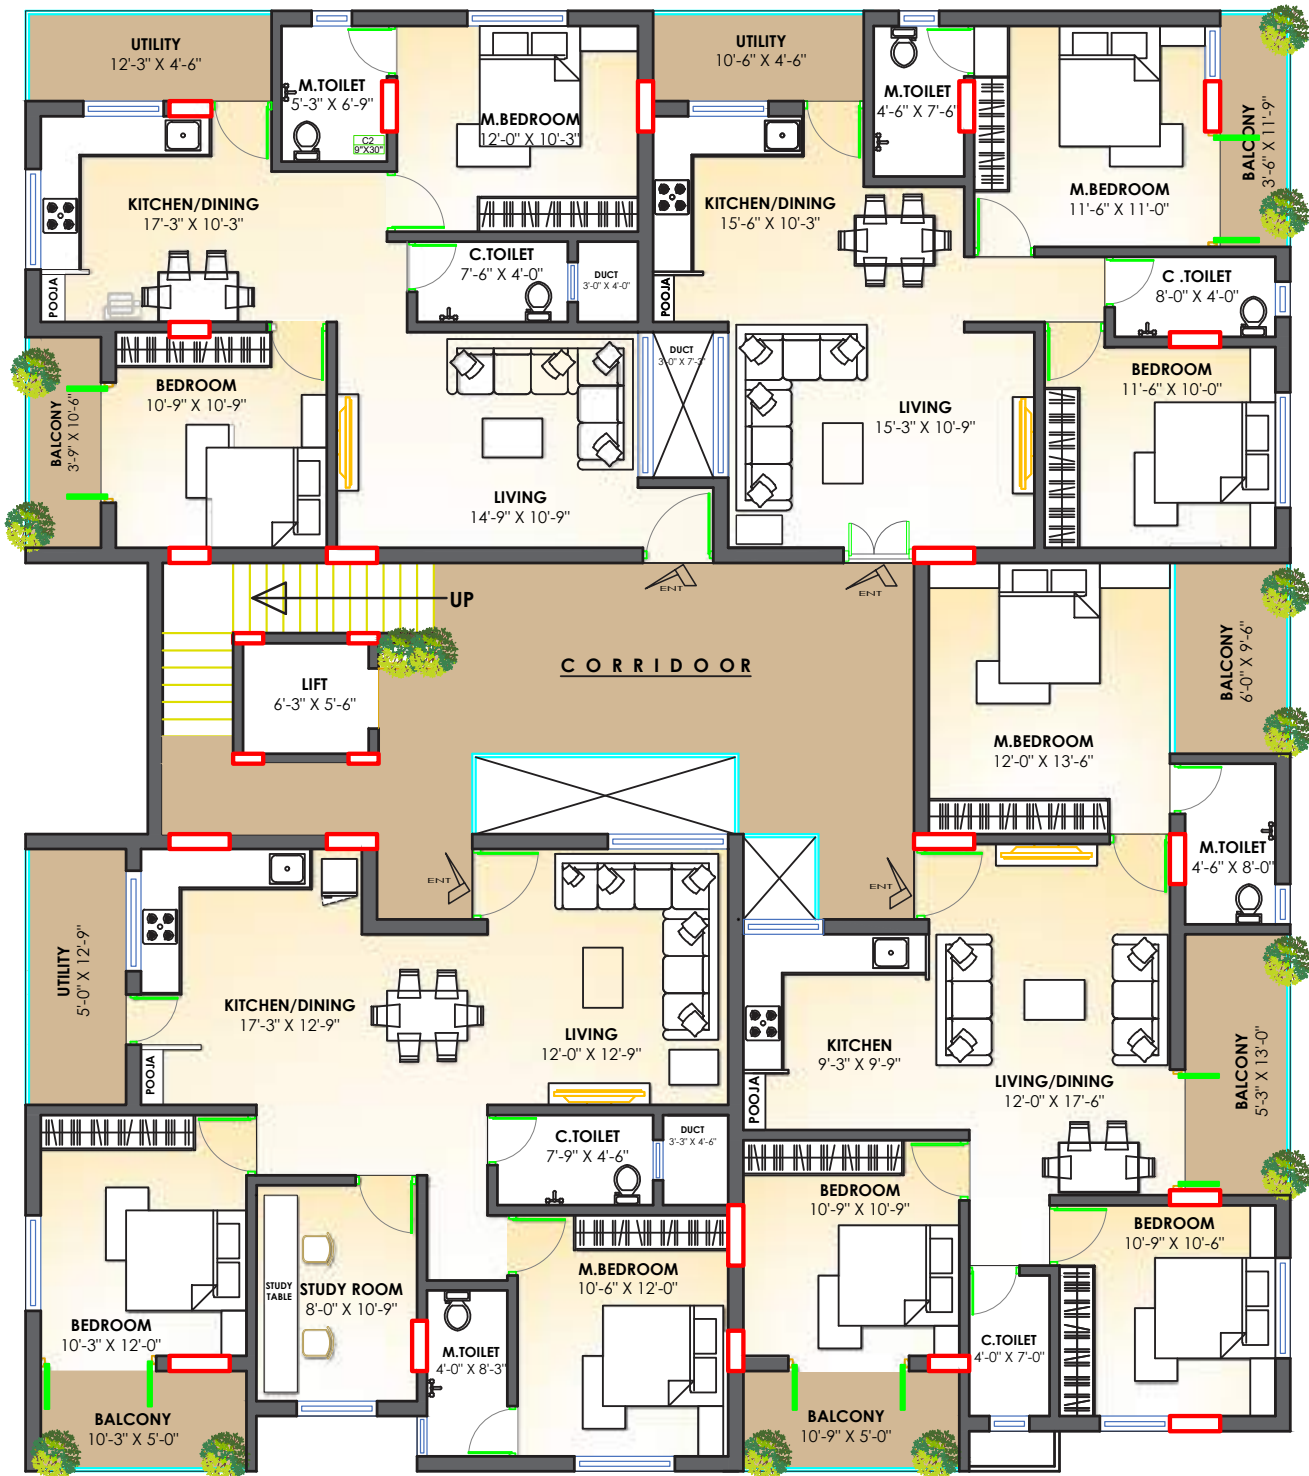 UTILITY
12'-3" X 4'-6"
M.TOILET
5'-3" X 6'-9"
C2
9"X30"
M.BEDROOM
12'-0" X 10'-3"
UTILITY
10'-6" X 4'-6"
M.TOILET
4'-6" X 7'-6"
M.BEDROOM
11'-6" X 11'-0"
BALCONY
3'-6" X 11'-9"
KITCHEN/DINING
17'-3" X 10'-3"
POOJA
C.TOILET
7'-6" X 4'-0"
DUCT
3'-0" X 4'-0"
KITCHEN/DINING
15'-6" X 10'-3"
POOJA
C .TOILET
8'-0" X 4'-0"
BALCONY
3'-9" X 10'-6"
BEDROOM
10'-9" X 10'-9"
LIVING
14'-9" X 10'-9"
DUCT
3'-0" X 7'-3"
LIVING
15'-3" X 10'-9"
BEDROOM
11'-6" X 10'-0"
ENT
ENT
UP
LIFT
6'-3" X 5'-6"
CORRIDOOR
M.BEDROOM
12'-0" X 13'-6"
BALCONY
6'-0" X 9'-6"
M.TOILET
4'-6" X 8'-0"
ENT
ENT
UTILITY
5'-0" X 12'-9"
KITCHEN/DINING
17'-3" X 12'-9"
POOJA
LIVING
12'-0" X 12'-9"
KITCHEN
9'-3" X 9'-9"
POOJA
LIVING/DINING
12'-0" X 17'-6"
BALCONY
5'-3" X 13'-0"
C.TOILET
7'-9" X 4'-6"
DUCT
3'-3" X 4'-6"
BEDROOM
10'-9" X 10'-9"
BEDROOM
10'-9" X 10'-6"
BEDROOM
10'-3" X 12'-0"
STUDY
TABLE
STUDY ROOM
8'-0" X 10'-9"
M.BEDROOM
10'-6" X 12'-0"
M.TOILET
4'-0" X 8'-3"
C.TOILET
4'-0" X 7'-0"
BALCONY
10'-3" X 5'-0"
BALCONY
10'-9" X 5'-0"